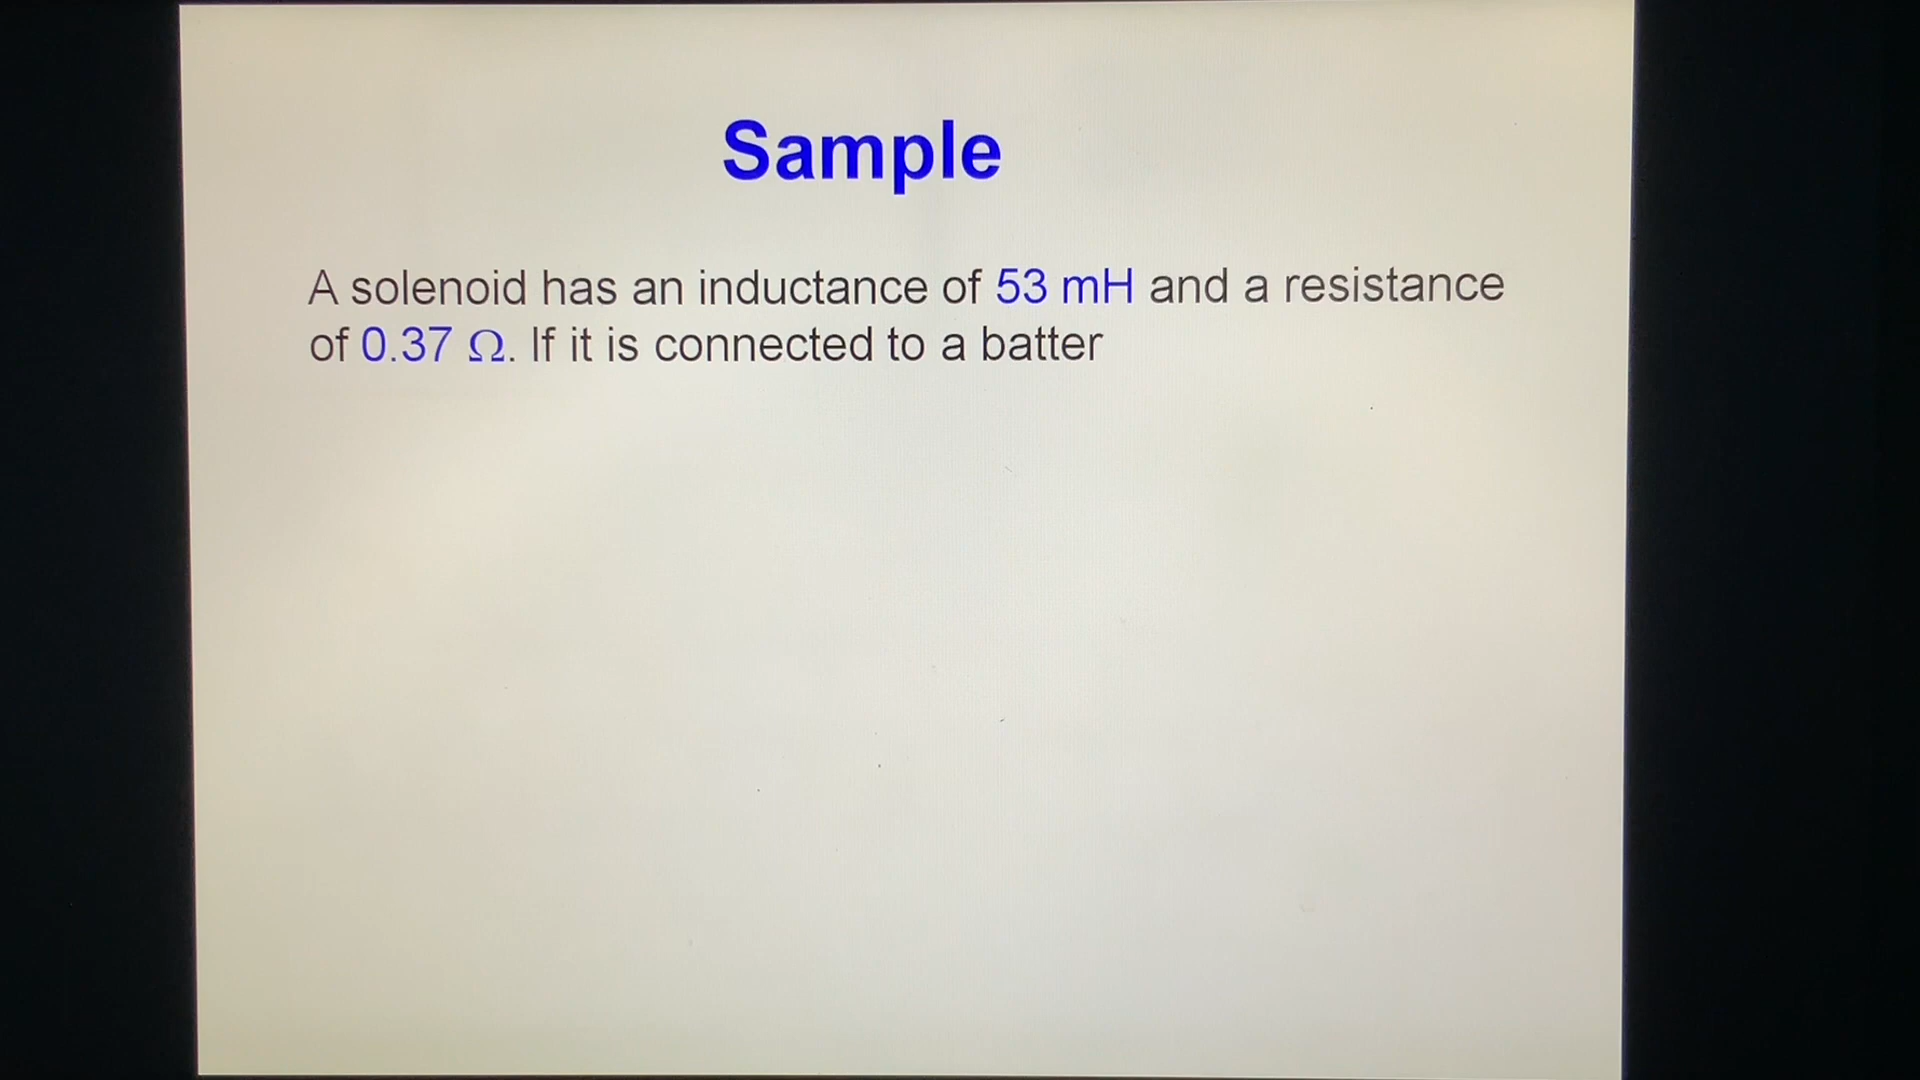 Sample
A solenoid has an inductance of 53 mH and a resistance
of 0.37 Ω. If it is connected to a batter